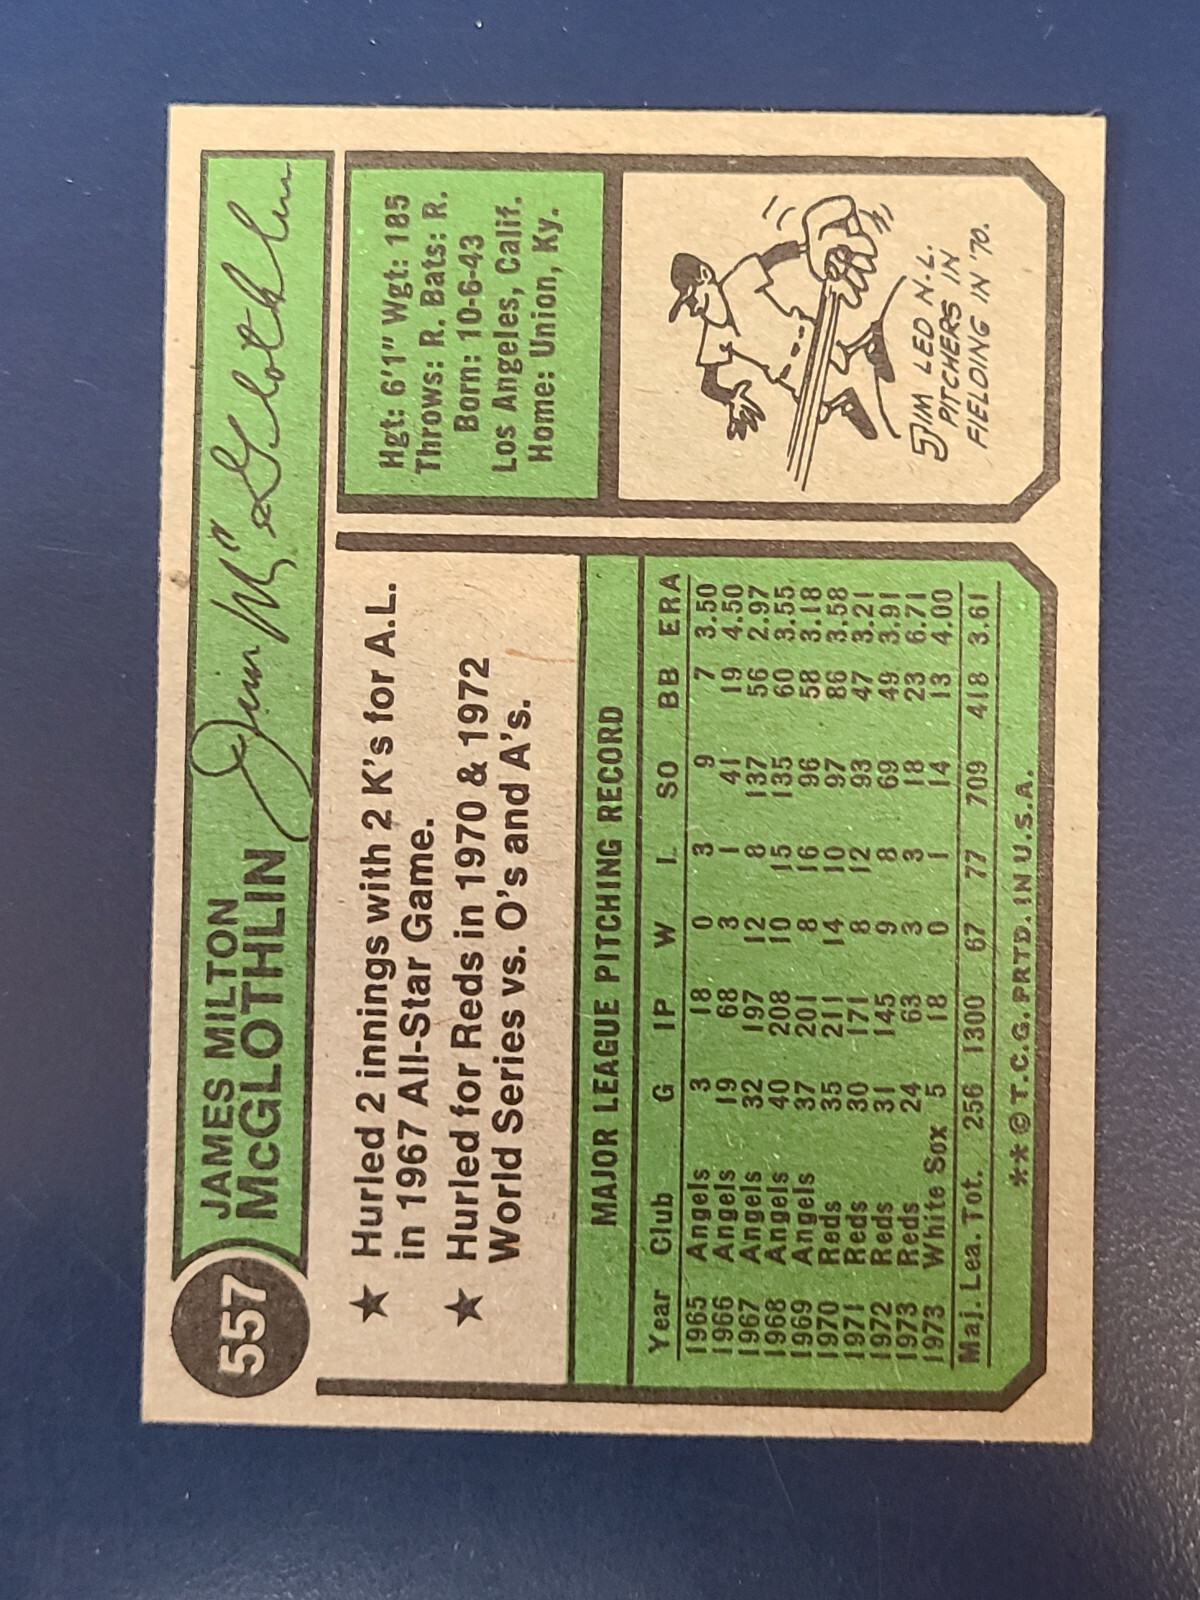 557
JAMES MILTON
McGLOTHLIN
Jim McGlothlin
★ Hurled 2 innings with 2 K's for A.L.
in 1967 All-Star Game.
★ Hurled for Reds in 1970 & 1972
World Series vs. O's and A's.
Hgt: 6'1" Wgt: 185
Throws: R. Bats: R.
Born: 10-6-43
Los Angeles, Calif.
Home: Union, Ky.
JIM LED N.L.
PITCHERS IN
FIELDING IN '70.
MAJOR LEAGUE PITCHING RECORD
Year Club G IP W L SO BB ERA
1965 Angels 3 18 0 3 9 7 3.50
1966 Angels 19 68 3 1 41 19 4.50
1967 Angels 32 197 12 8 137 56 2.97
1968 Angels 40 208 10 15 135 60 3.55
1969 Angels 37 201 8 16 96 58 3.18
1970 Reds 35 211 14 10 97 86 3.58
1971 Reds 30 171 8 12 93 47 3.21
1972 Reds 31 145 9 8 69 49 3.91
1973 Reds 24 63 3 3 18 23 6.71
1973 White Sox 5 18 0 1 14 13 4.00
Maj. Lea. Tot. 256 1300 67 77 709 418 3.61
** © T.C.G. PRTD. IN U.S.A.